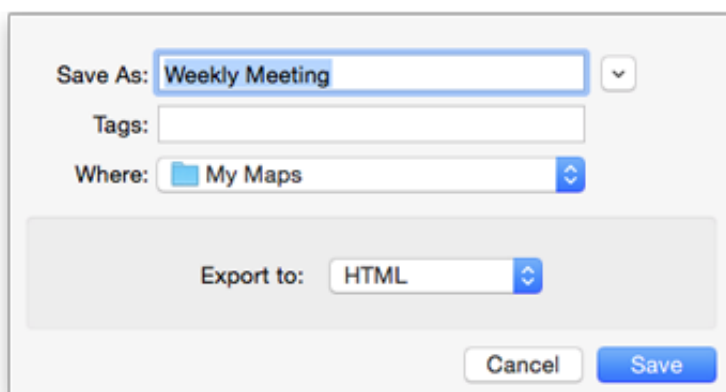 Save As: Weekly Meeting
Tags:
Where: My Maps
Export to: HTML
Cancel Save